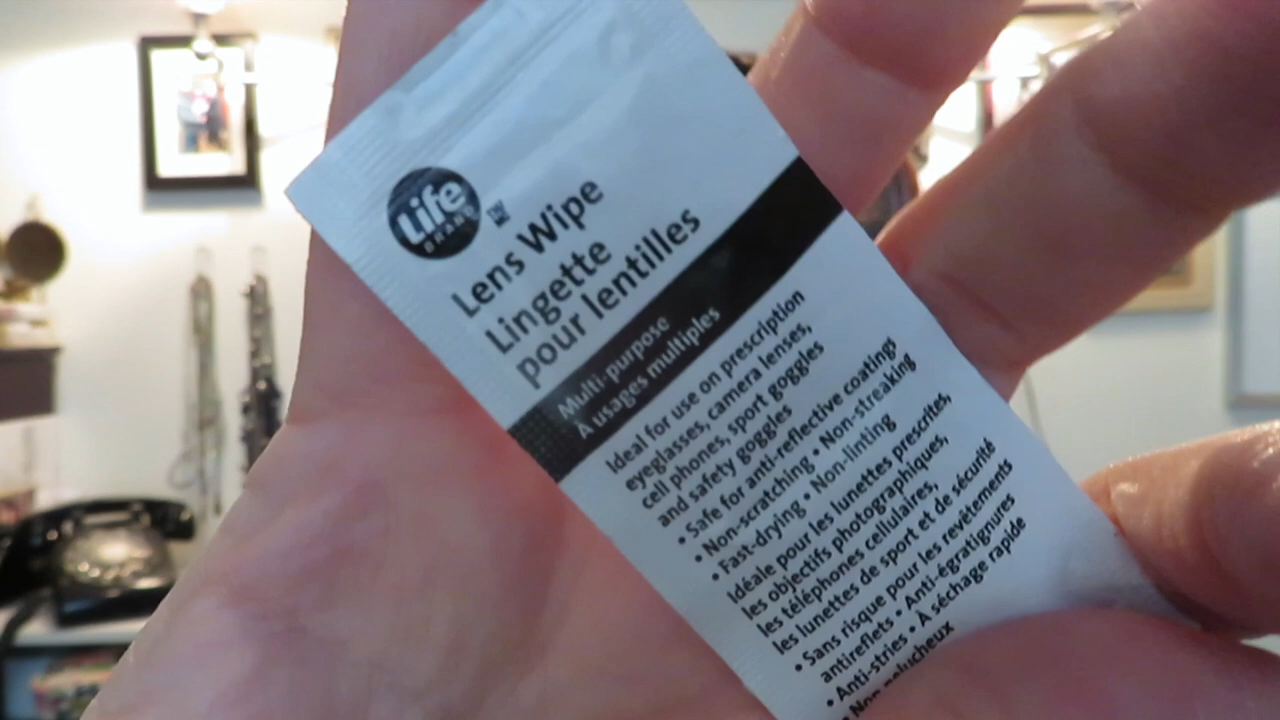 Life
BRAND
Lens Wipe
Lingette
pour lentilles
Multi-purpose
À usages multiples
Ideal for use on prescription
eyeglasses, camera lenses,
cell phones, sport goggles
and safety goggles
• Safe for anti-reflective coatings
• Non-scratching • Non-streaking
• Fast-drying • Non-linting
Idéale pour les lunettes prescrites,
les objectifs photographiques,
les téléphones cellulaires,
les lunettes de sport et de sécurité
• Sans risque pour les revêtements
antireflets • Anti-égratignures
• Anti-stries • À séchage rapide
• Non pelucheux